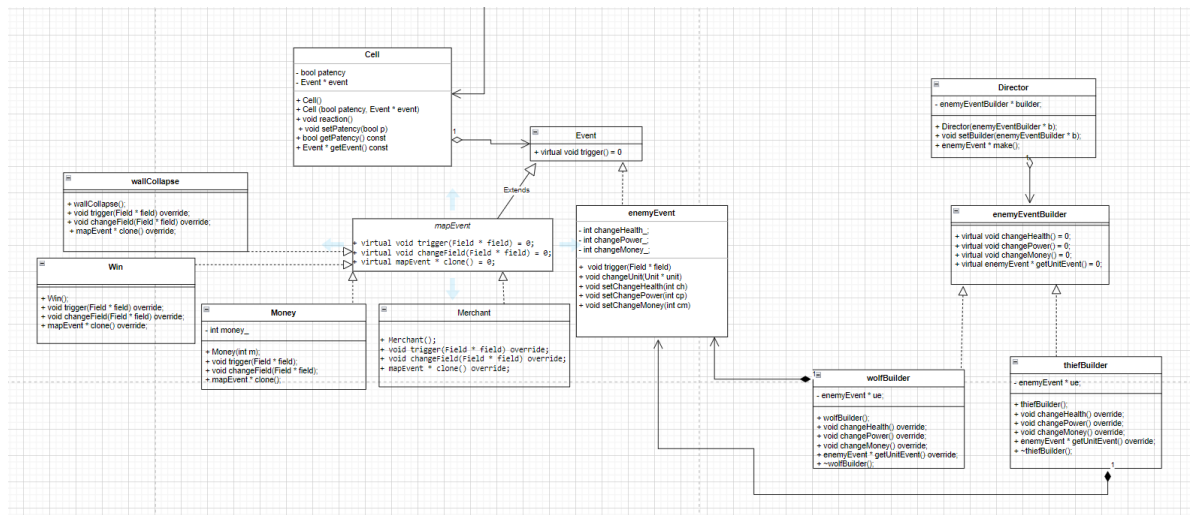 Cell
- bool patency
- Event * event
+ Cell()
+ Cell (bool patency, Event * event)
+ void reaction()
+ void setPatency(bool p)
+ bool getPatency() const
+ Event * getEvent() const
1
Event
+ virtual void trigger() = 0
Extends
Director
- enemyEventBuilder * builder;
+ Director(enemyEventBuilder * b);
+ void setBuilder(enemyEventBuilder * b);
+ enemyEvent * make();
1
wallCollapse
+ wallCollapse();
+ void trigger(Field * field) override;
+ void changeField(Field * field) override;
+ mapEvent * clone() override;
mapEvent
+ virtual void trigger(Field * field) = 0;
+ virtual void changeField(Field * field) = 0;
+ virtual mapEvent * clone() = 0;
enemyEvent
- int changeHealth_;
- int changePower_;
- int changeMoney_;
+ void trigger(Field * field)
+ void changeUnit(Unit * unit)
+ void setChangeHealth(int ch)
+ void setChangePower(int cp)
+ void setChangeMoney(int cm)
enemyEventBuilder
+ virtual void changeHealth() = 0;
+ virtual void changePower() = 0;
+ virtual void changeMoney() = 0;
+ virtual enemyEvent * getUnitEvent() = 0;
Win
+ Win();
+ void trigger(Field * field) override;
+ void changeField(Field * field) override;
+ mapEvent * clone() override;
Money
- int money_
+ Money(int m);
+ void trigger(Field * field);
+ void changeField(Field * field);
+ mapEvent * clone();
Merchant
+ Merchant();
+ void trigger(Field * field) override;
+ void changeField(Field * field) override;
+ mapEvent * clone() override;
1
wolfBuilder
- enemyEvent * ue;
+ wolfBuilder();
+ void changeHealth() override;
+ void changePower() override;
+ void changeMoney() override;
+ enemyEvent * getUnitEvent() override;
+ ~wolfBuilder();
thiefBuilder
- enemyEvent * ue;
+ thiefBuilder();
+ void changeHealth() override;
+ void changePower() override;
+ void changeMoney() override;
+ enemyEvent * getUnitEvent() override;
+ ~thiefBuilder();
1